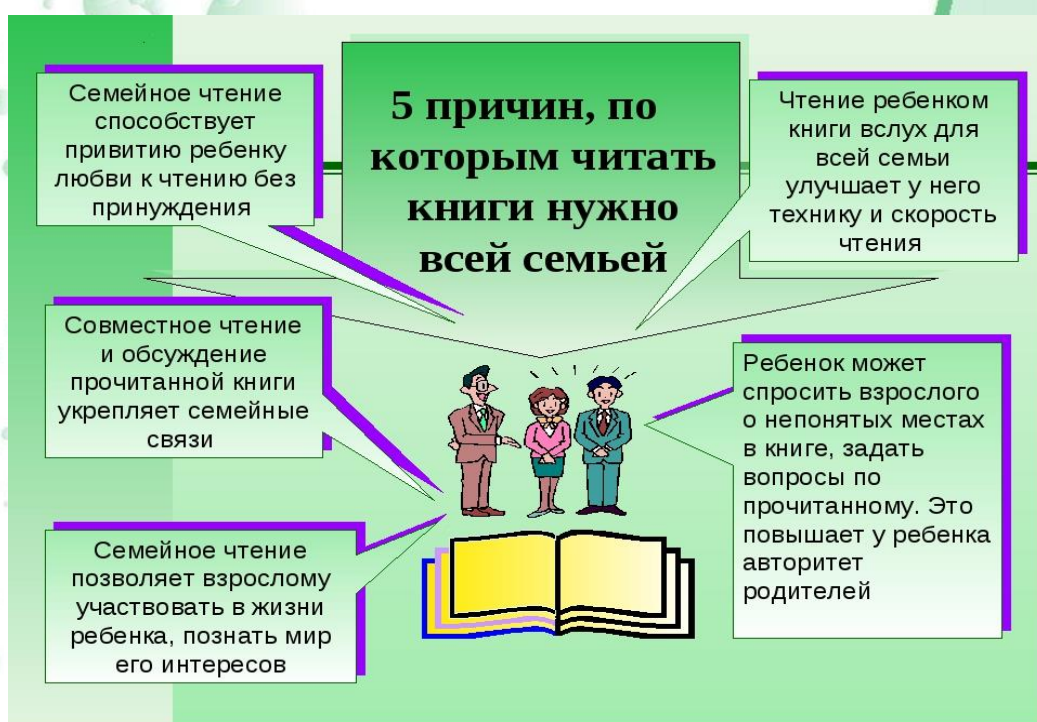 5 причин, по
которым читать
книги нужно
всей семьей
Семейное чтение
способствует
привитию ребенку
любви к чтению без
принуждения
Чтение ребенком
книги вслух для
всей семьи
улучшает у него
технику и скорость
чтения
Совместное чтение
и обсуждение
прочитанной книги
укрепляет семейные
связи
Ребенок может
спросить взрослого
о непонятых местах
в книге, задать
вопросы по
прочитанному. Это
повышает у ребенка
авторитет
родителей
Семейное чтение
позволяет взрослому
участвовать в жизни
ребенка, познать мир
его интересов